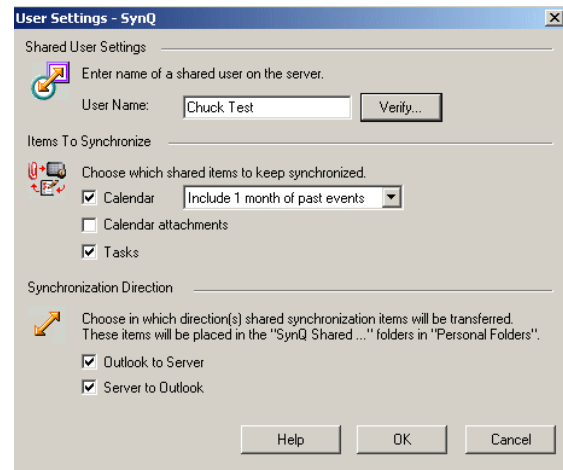 User Settings - SynQ
Shared User Settings
Enter name of a shared user on the server.
User Name: Chuck Test Verify...
Items To Synchronize
Choose which shared items to keep synchronized.
Calendar Include 1 month of past events
Calendar attachments
Tasks
Synchronization Direction
Choose in which direction(s) shared synchronization items will be transferred.
These items will be placed in the "SynQ Shared ..." folders in "Personal Folders".
Outlook to Server
Server to Outlook
Help OK Cancel